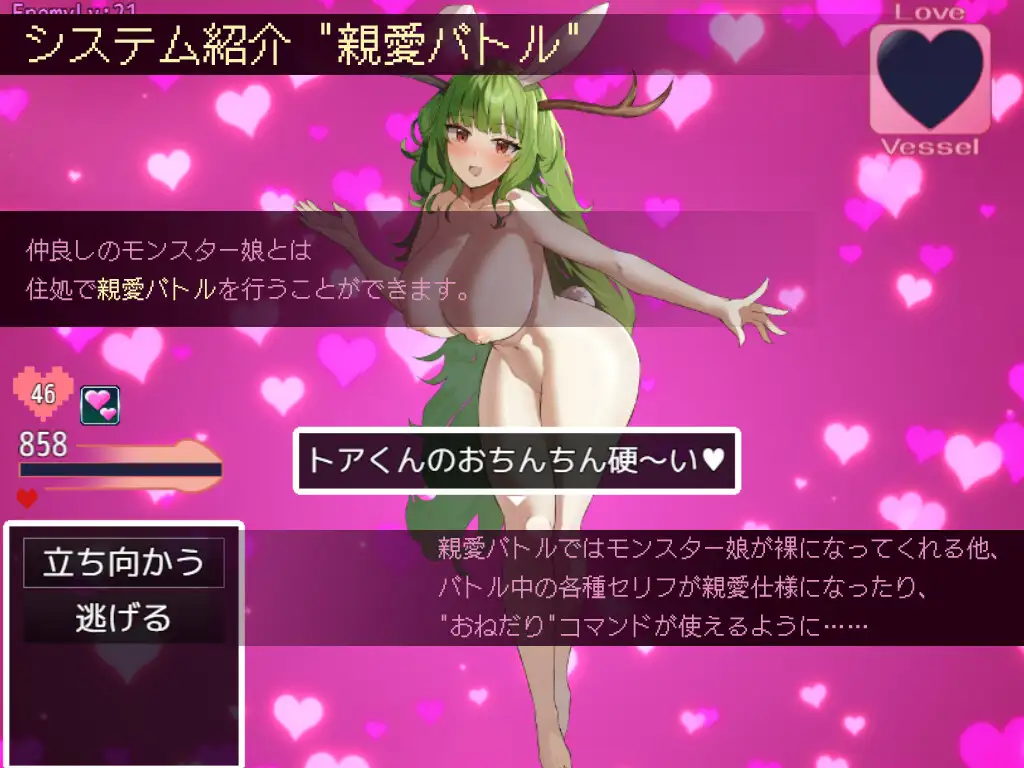 EnemyLv:21
システム紹介 "親愛バトル"
Love
Vessel
仲良しのモンスター娘とは
住処で親愛バトルを行うことができます。
46
858
トアくんのおちんちん硬～い♥
立ち向かう
逃げる
親愛バトルではモンスター娘が裸になってくれる他、
バトル中の各種セリフが親愛仕様になったり、
"おねだり"コマンドが使えるように……